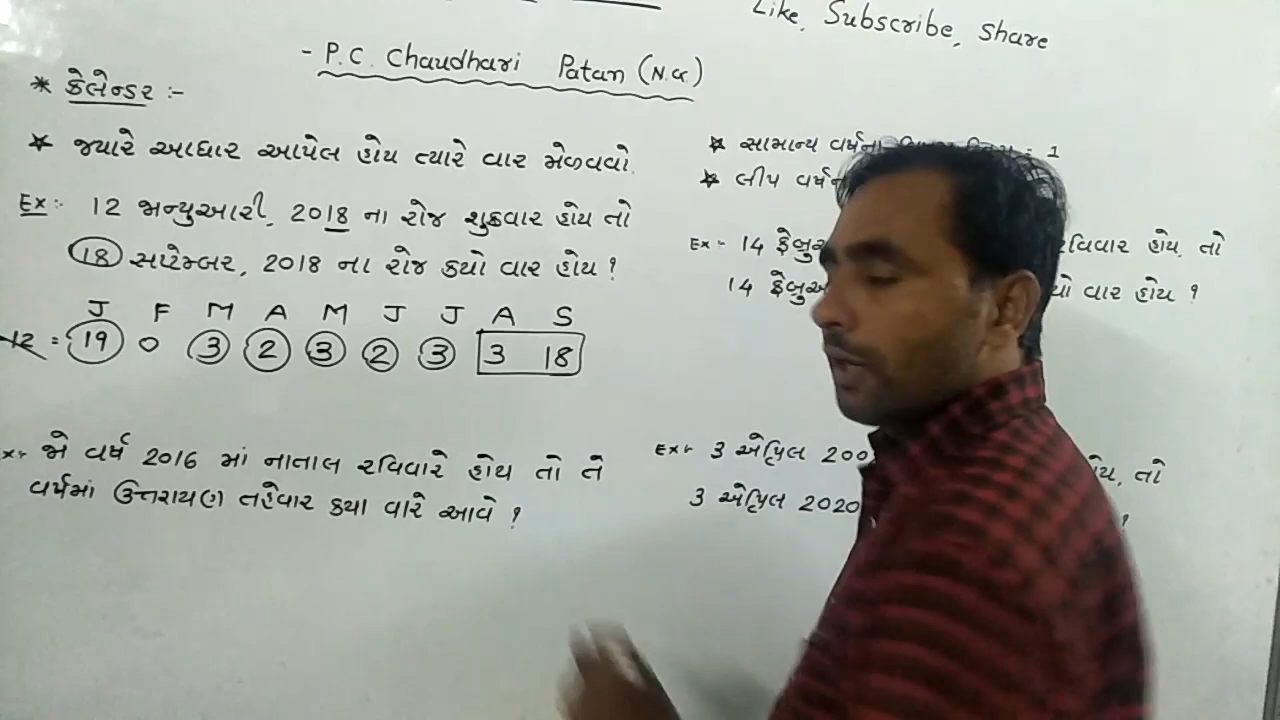 Like, Subscribe, Share
- P.C. Chaudhari Patan (N.G.)
* કેલેન્ડર :-
* જ્યારે આધાર આપેલ હોય ત્યારે વાર મેળવવો.
Ex:- 12 જાન્યુઆરી, 2018 ના રોજ શુક્રવાર હોય તો
18 સપ્ટેમ્બર, 2018 ના રોજ કયો વાર હોય ?
J F M A M J J A S
12 = 19 0 3 2 3 2 3 3 18
Ex:- જો વર્ષ 2016 માં નાતાલ રવિવારે હોય તો તે
વર્ષમાં ઉત્તરાયણ તહેવાર ક્યા વારે આવે ?
* સામાન્ય વર્ષના : 1
* લીપ વર્ષ
Ex:- 14 રવિવાર હોય, તો
14 વાર હોય ?
Ex:- 3 એપ્રિલ 200 તો
3 એપ્રિલ 2020 ?